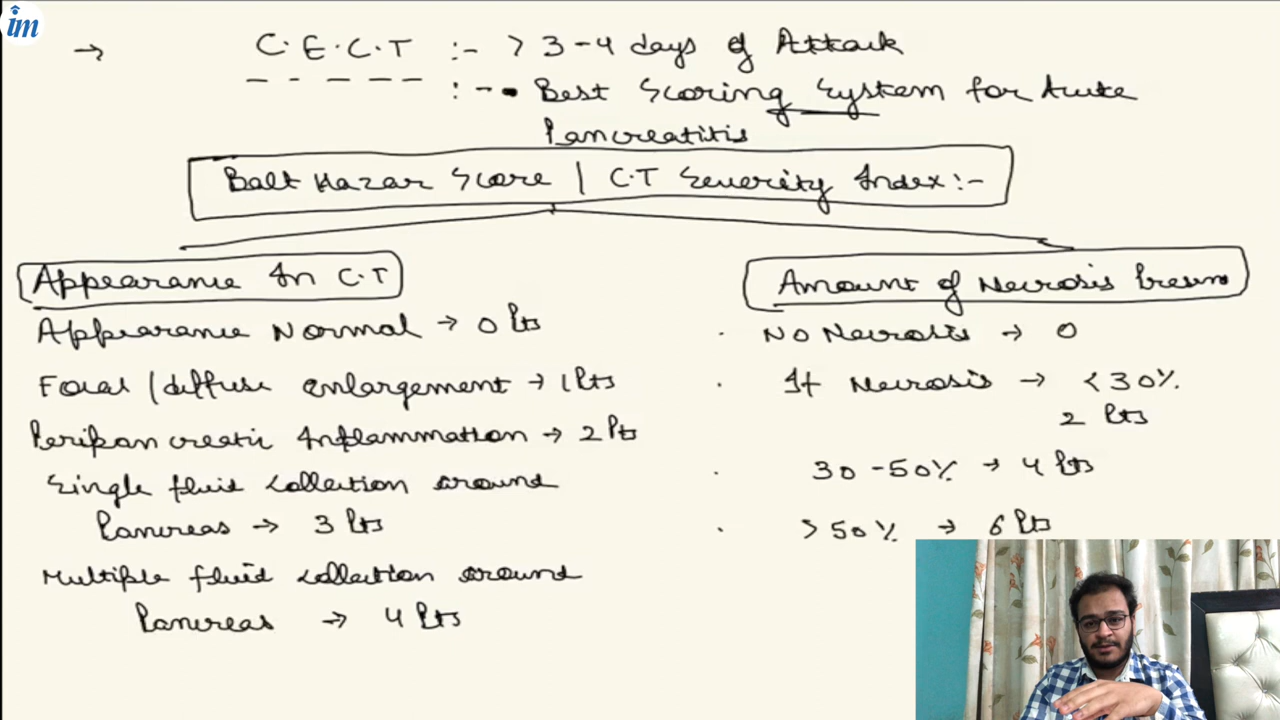 im
→ C.E.C.T :- > 3-4 days of Attack
:- • Best Scoring System for Acute
Pancreatitis
Balt Hazar Score | C.T Severity Index:-
Appearance In C.T
Appearance Normal → 0 Pts
Focal / diffuse enlargement → 1 Pts
Peripancreatic Inflammation → 2 Pts
Single fluid collection around
Pancreas → 3 Pts
Multiple fluid collection around
Pancreas → 4 Pts
Amount of Necrosis
· No Necrosis → 0
· If Necrosis → < 30%
2 Pts
· 30 - 50% → 4 Pts
· > 50% → 6 Pts